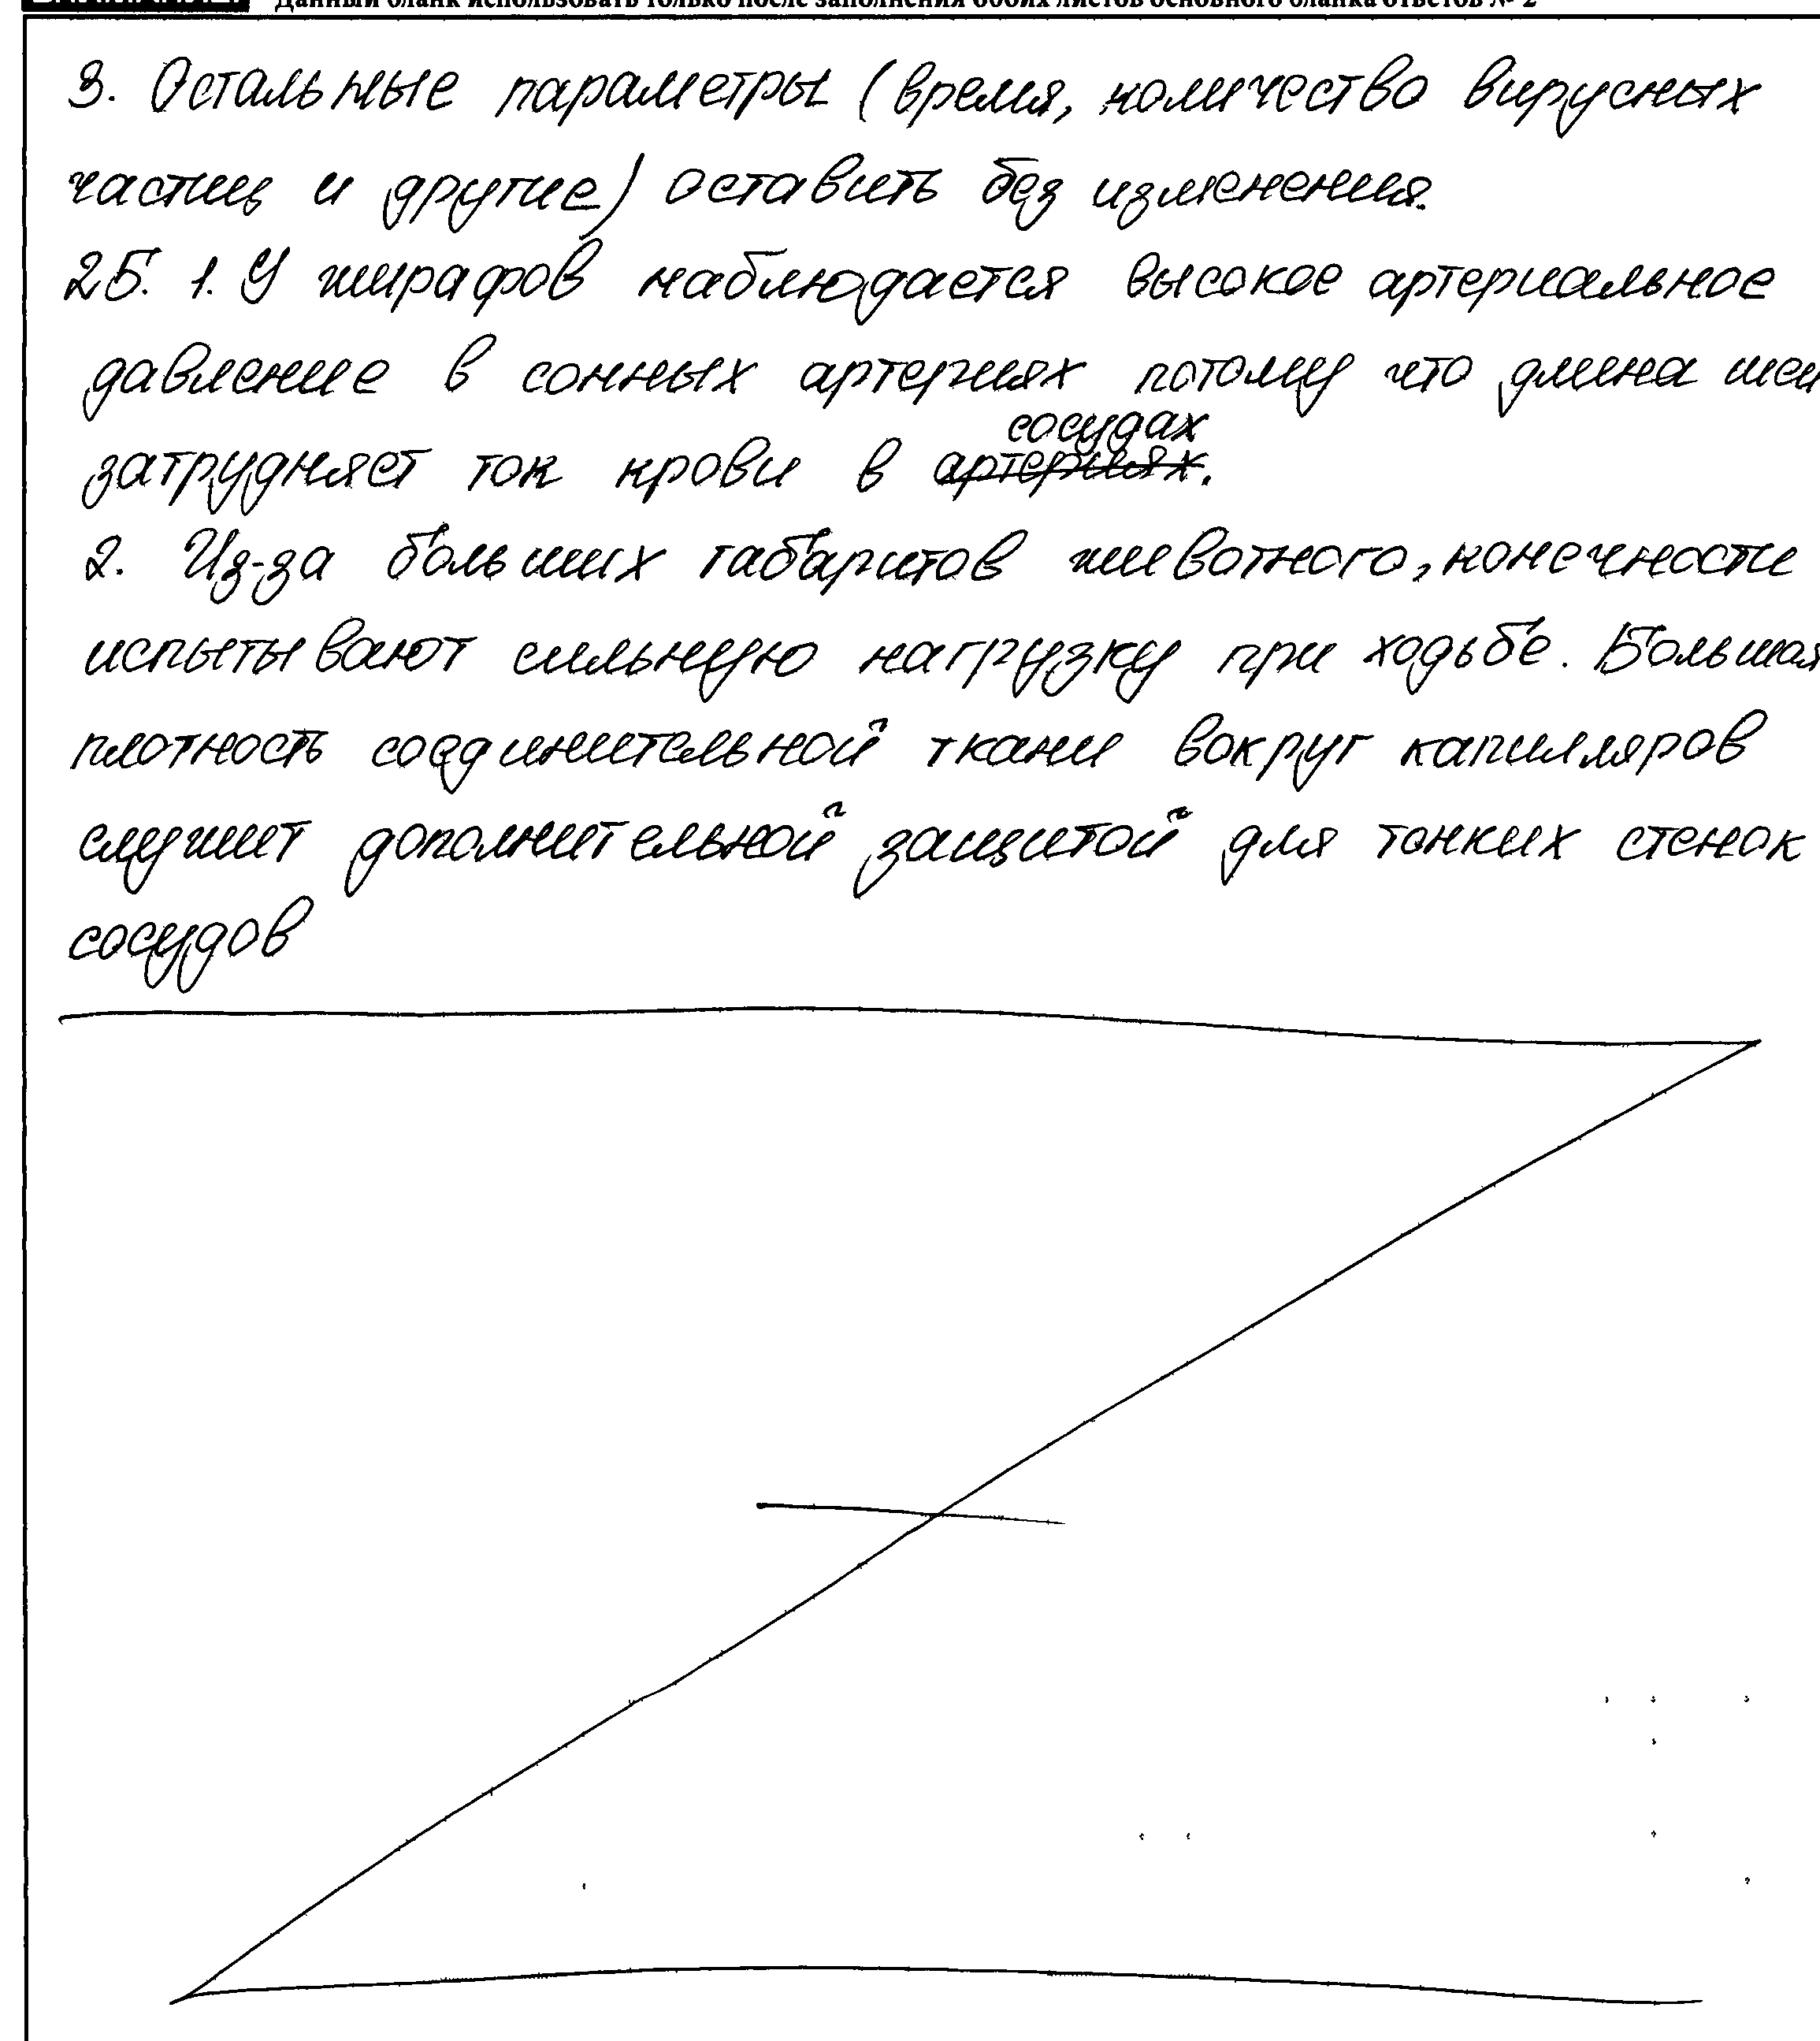 Данный бланк использовать только после заполнения обоих листов основного бланка ответов № 2
3. Остальные параметры (время, количество вирусных
частиц и другие) оставить без изменения.
25. 1. У жирафов наблюдается высокое артериальное
давление в сонных артериях потому что длина шеи
затрудняет ток крови в артериях. сосудах
2. Из-за больших габаритов животного, конечности
испытывают сильную нагрузку при ходьбе. Большая
плотность соединительной ткани вокруг капилляров
служит дополнительной защитой для тонких стенок
сосудов